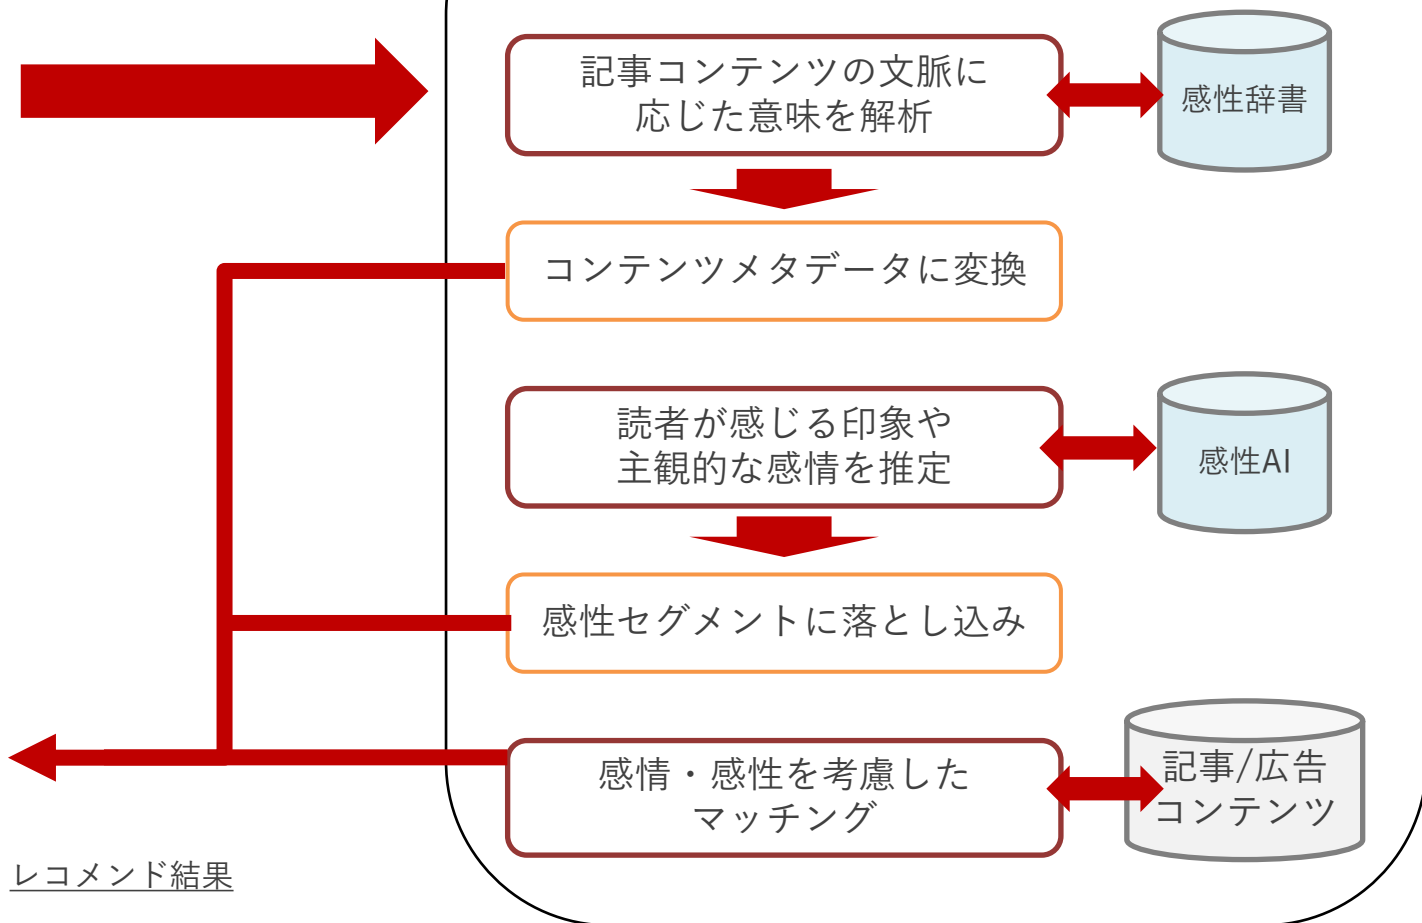 記事コンテンツの文脈に
応じた意味を解析
感性辞書
コンテンツメタデータに変換
読者が感じる印象や
主観的な感情を推定
感性AI
感性セグメントに落とし込み
感情・感性を考慮した
マッチング
記事/広告
コンテンツ
レコメンド結果